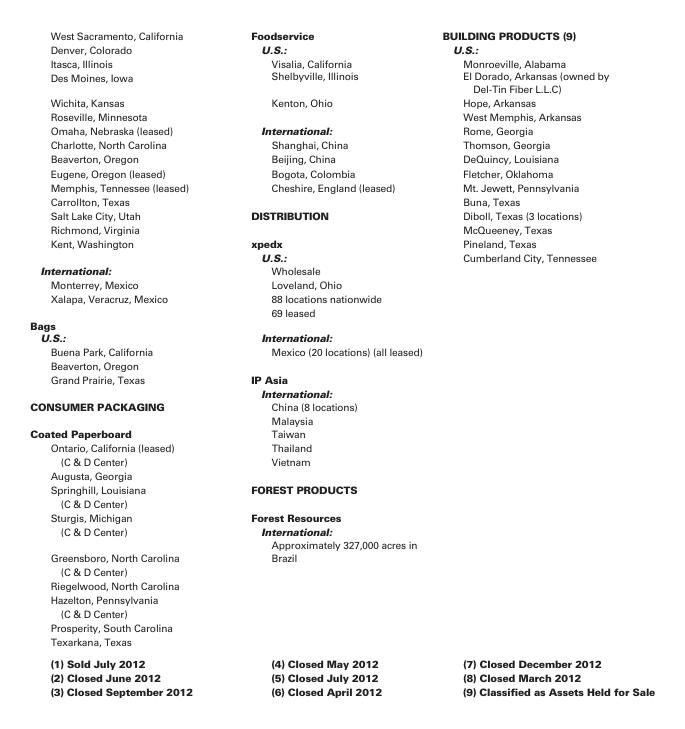 West Sacramento, California
Denver, Colorado
Itasca, Illinois
Des Moines, Iowa
Wichita, Kansas
Roseville, Minnesota
Omaha, Nebraska (leased)
Charlotte, North Carolina
Beaverton, Oregon
Eugene, Oregon (leased)
Memphis, Tennessee (leased)
Carrollton, Texas
Salt Lake City, Utah
Richmond, Virginia
Kent, Washington
International:
Monterrey, Mexico
Xalapa, Veracruz, Mexico
Bags
U.S.:
Buena Park, California
Beaverton, Oregon
Grand Prairie, Texas
CONSUMER PACKAGING
Coated Paperboard
Ontario, California (leased)
(C & D Center)
Augusta, Georgia
Springhill, Louisiana
(C & D Center)
Sturgis, Michigan
(C & D Center)
Greensboro, North Carolina
(C & D Center)
Riegelwood, North Carolina
Hazelton, Pennsylvania
(C & D Center)
Prosperity, South Carolina
Texarkana, Texas
Foodservice
U.S.:
Visalia, California
Shelbyville, Illinois
Kenton, Ohio
International:
Shanghai, China
Beijing, China
Bogota, Colombia
Cheshire, England (leased)
DISTRIBUTION
xpedx
U.S.:
Wholesale
Loveland, Ohio
88 locations nationwide
69 leased
International:
Mexico (20 locations) (all leased)
IP Asia
International:
China (8 locations)
Malaysia
Taiwan
Thailand
Vietnam
FOREST PRODUCTS
Forest Resources
International:
Approximately 327,000 acres in
Brazil
BUILDING PRODUCTS (9)
U.S.:
Monroeville, Alabama
El Dorado, Arkansas (owned by
Del-Tin Fiber L.L.C)
Hope, Arkansas
West Memphis, Arkansas
Rome, Georgia
Thomson, Georgia
DeQuincy, Louisiana
Fletcher, Oklahoma
Mt. Jewett, Pennsylvania
Buna, Texas
Diboll, Texas (3 locations)
McQueeney, Texas
Pineland, Texas
Cumberland City, Tennessee
(1) Sold July 2012
(2) Closed June 2012
(3) Closed September 2012
(4) Closed May 2012
(5) Closed July 2012
(6) Closed April 2012
(7) Closed December 2012
(8) Closed March 2012
(9) Classified as Assets Held for Sale